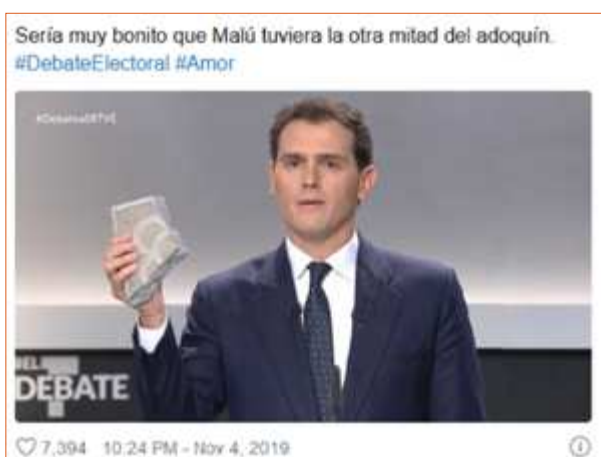 Sería muy bonito que Malú tuviera la otra mitad del adoquín.
#DebateElectoral #Amor
#DebateaRTVE
EL
DEBATE
7,394 10:24 PM - Nov 4, 2019